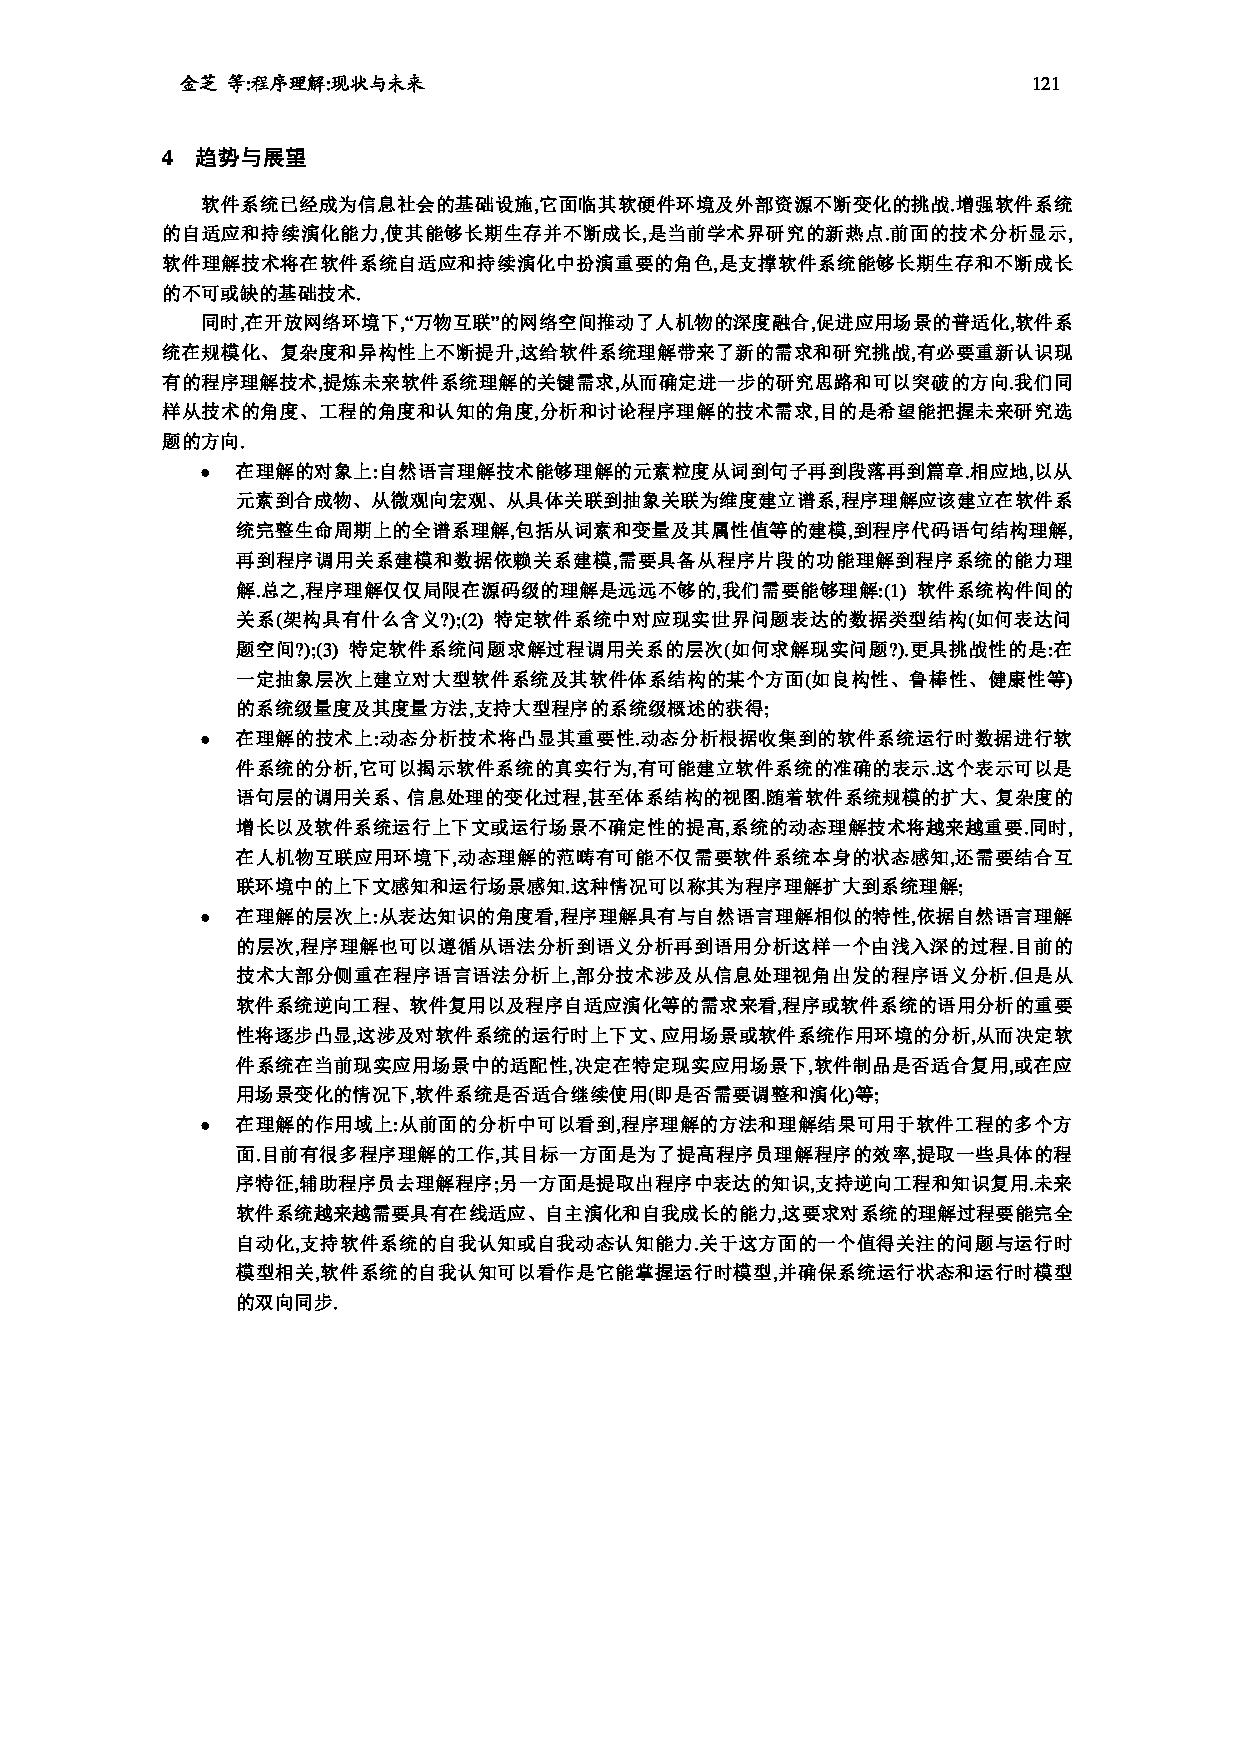 金芝 等:程序理解:现状与未来 121
4 趋势与展望
软件系统已经成为信息社会的基础设施,它面临其软硬件环境及外部资源不断变化的挑战.增强软件系统
的自适应和持续演化能力,使其能够长期生存并不断成长,是当前学术界研究的新热点.前面的技术分析显示,
软件理解技术将在软件系统自适应和持续演化中扮演重要的角色,是支撑软件系统能够长期生存和不断成长
的不可或缺的基础技术.
同时,在开放网络环境下,“万物互联”的网络空间推动了人机物的深度融合,促进应用场景的普适化,软件系
统在规模化、复杂度和异构性上不断提升,这给软件系统理解带来了新的需求和研究挑战,有必要重新认识现
有的程序理解技术,提炼未来软件系统理解的关键需求,从而确定进一步的研究思路和可以突破的方向.我们同
样从技术的角度、工程的角度和认知的角度,分析和讨论程序理解的技术需求,目的是希望能把握未来研究选
题的方向.
● 在理解的对象上:自然语言理解技术能够理解的元素粒度从词到句子再到段落再到篇章.相应地,以从
元素到合成物、从微观向宏观、从具体关联到抽象关联为维度建立谱系,程序理解应该建立在软件系
统完整生命周期上的全谱系理解,包括从词素和变量及其属性值等的建模,到程序代码语句结构理解,
再到程序调用关系建模和数据依赖关系建模,需要具备从程序片段的功能理解到程序系统的能力理
解.总之,程序理解仅仅局限在源码级的理解是远远不够的,我们需要能够理解:(1) 软件系统构件间的
关系(架构具有什么含义?);(2) 特定软件系统中对应现实世界问题表达的数据类型结构(如何表达问
题空间?);(3) 特定软件系统问题求解过程调用关系的层次(如何求解现实问题?).更具挑战性的是:在
一定抽象层次上建立对大型软件系统及其软件体系结构的某个方面(如良构性、鲁棒性、健康性等)
的系统级量度及其度量方法,支持大型程序的系统级概述的获得;
● 在理解的技术上:动态分析技术将凸显其重要性.动态分析根据收集到的软件系统运行时数据进行软
件系统的分析,它可以揭示软件系统的真实行为,有可能建立软件系统的准确的表示.这个表示可以是
语句层的调用关系、信息处理的变化过程,甚至体系结构的视图.随着软件系统规模的扩大、复杂度的
增长以及软件系统运行上下文或运行场景不确定性的提高,系统的动态理解技术将越来越重要.同时,
在人机物互联应用环境下,动态理解的范畴有可能不仅需要软件系统本身的状态感知,还需要结合互
联环境中的上下文感知和运行场景感知.这种情况可以称其为程序理解扩大到系统理解;
● 在理解的层次上:从表达知识的角度看,程序理解具有与自然语言理解相似的特性,依据自然语言理解
的层次,程序理解也可以遵循从语法分析到语义分析再到语用分析这样一个由浅入深的过程.目前的
技术大部分侧重在程序语言语法分析上,部分技术涉及从信息处理视角出发的程序语义分析.但是从
软件系统逆向工程、软件复用以及程序自适应演化等的需求来看,程序或软件系统的语用分析的重要
性将逐步凸显,这涉及对软件系统的运行时上下文、应用场景或软件系统作用环境的分析,从而决定软
件系统在当前现实应用场景中的适配性,决定在特定现实应用场景下,软件制品是否适合复用,或在应
用场景变化的情况下,软件系统是否适合继续使用(即是否需要调整和演化)等;
● 在理解的作用域上:从前面的分析中可以看到,程序理解的方法和理解结果可用于软件工程的多个方
面.目前有很多程序理解的工作,其目标一方面是为了提高程序员理解程序的效率,提取一些具体的程
序特征,辅助程序员去理解程序;另一方面是提取出程序中表达的知识,支持逆向工程和知识复用.未来
软件系统越来越需要具有在线适应、自主演化和自我成长的能力,这要求对系统的理解过程要能完全
自动化,支持软件系统的自我认知或自我动态认知能力.关于这方面的一个值得关注的问题与运行时
模型相关,软件系统的自我认知可以看作是它能掌握运行时模型,并确保系统运行状态和运行时模型
的双向同步.